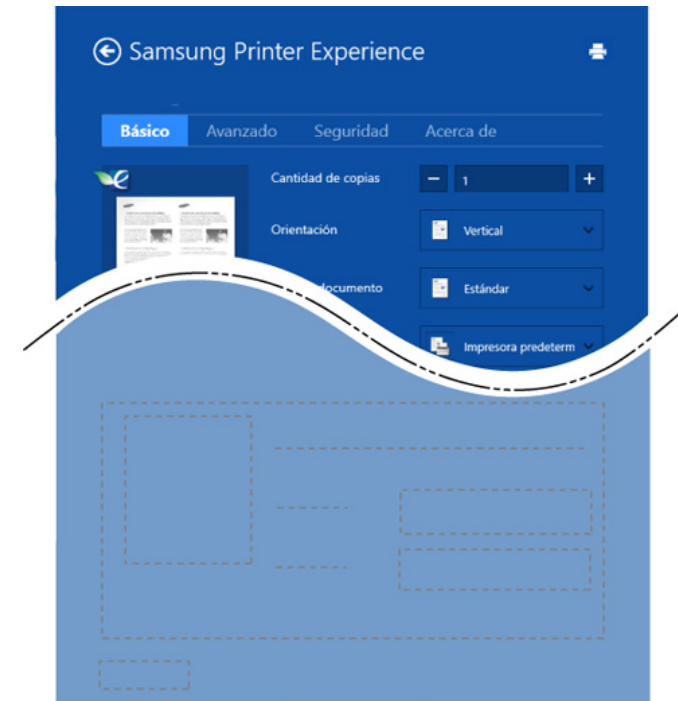 Samsung Printer Experience
Básico Avanzado Seguridad Acerca de
Cantidad de copias 1
Orientación Vertical
documento Estándar
Impresora predeterm